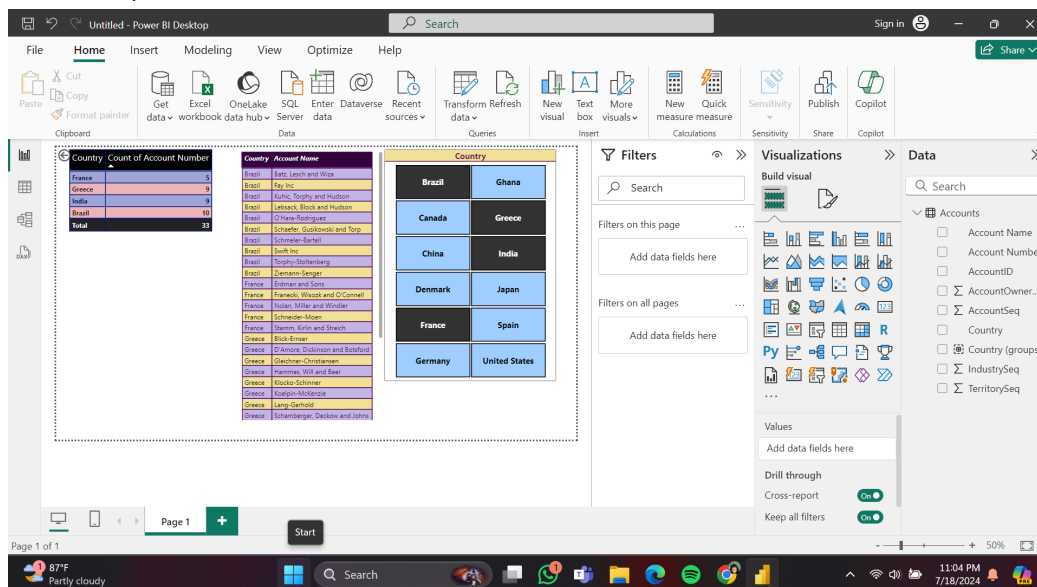 Untitled - Power BI Desktop
Search
Sign in
File Home Insert Modeling View Optimize Help
Share
Paste
Cut
Copy
Format painter
Get data
Excel workbook
OneLake data hub
SQL Server
Enter data
Dataverse
Recent sources
Transform data
Refresh
New visual
Text box
More visuals
New measure
Quick measure
Sensitivity
Publish
Copilot
Clipboard Data Queries Insert Calculations Sensitivity Share Copilot
Country Count of Account Number
France 5
Greece 9
India 9
Brazil 10
Total 33
Country Account Name
Brazil Batz, Lesch and Wiza
Brazil Fay Inc
Brazil Kuhic, Torphy and Hudson
Brazil Lebsack, Block and Hudson
Brazil O'Hara-Rodriguez
Brazil Schaefer, Gusikowski and Torp
Brazil Schmeler-Bartell
Brazil Swift Inc
Brazil Torphy-Stoltenberg
Brazil Ziemann-Senger
France Erdman and Sons
France Franecki, Wisozk and O'Connell
France Nolan, Miller and Windler
France Schneider-Moen
France Stamm, Kirlin and Streich
Greece Blick-Ernser
Greece D'Amore, Dickinson and Botsford
Greece Gleichner-Christiansen
Greece Hammes, Will and Beer
Greece Klocko-Schinner
Greece Koelpin-McKenzie
Greece Lang-Gerhold
Greece Schamberger, Deckow and Johns
Country
Brazil Ghana
Canada Greece
China India
Denmark Japan
France Spain
Germany United States
Filters
Search
Filters on this page ...
Add data fields here
Filters on all pages ...
Add data fields here
Visualizations
Build visual
123
R
Py
123
...
Values
Add data fields here
Drill through
Cross-report On
Keep all filters On
Data
Search
Accounts
Account Name
Account Numbe
AccountID
∑ AccountOwner...
∑ AccountSeq
Country
Country (groups
∑ IndustrySeq
∑ TerritorySeq
Page 1
+
Start
Page 1 of 1
- + 50%
1
87°F
Partly cloudy
Search
11:04 PM
7/18/2024
PRE